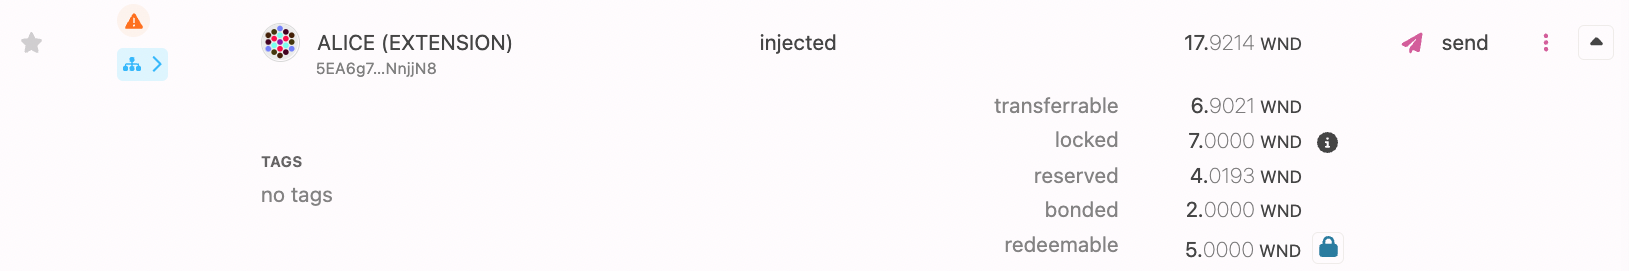 ALICE (EXTENSION) injected 17.9214 WND send
5EA6g7...NnjjN8
transferrable 6.9021 WND
locked 7.0000 WND
TAGS
reserved 4.0193 WND
no tags
bonded 2.0000 WND
redeemable 5.0000 WND